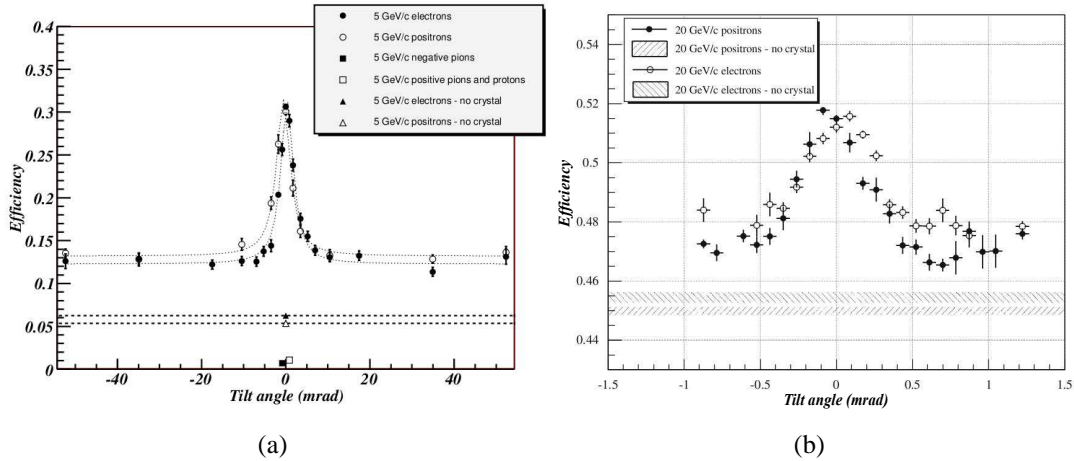 0.4
0.35
0.3
0.25
0.2
0.15
0.1
0.05
0
Efficiency
-40
-20
0
20
40
Tilt angle (mrad)
5 GeV/c electrons
5 GeV/c positrons
5 GeV/c negative pions
5 GeV/c positive pions and protons
5 GeV/c electrons - no crystal
5 GeV/c positrons - no crystal
(a)
0.54
0.52
0.5
0.48
0.46
0.44
Efficiency
-1.5
-1
-0.5
0
0.5
1
1.5
Tilt angle (mrad)
20 GeV/c positrons
20 GeV/c positrons - no crystal
20 GeV/c electrons
20 GeV/c electrons - no crystal
(b)